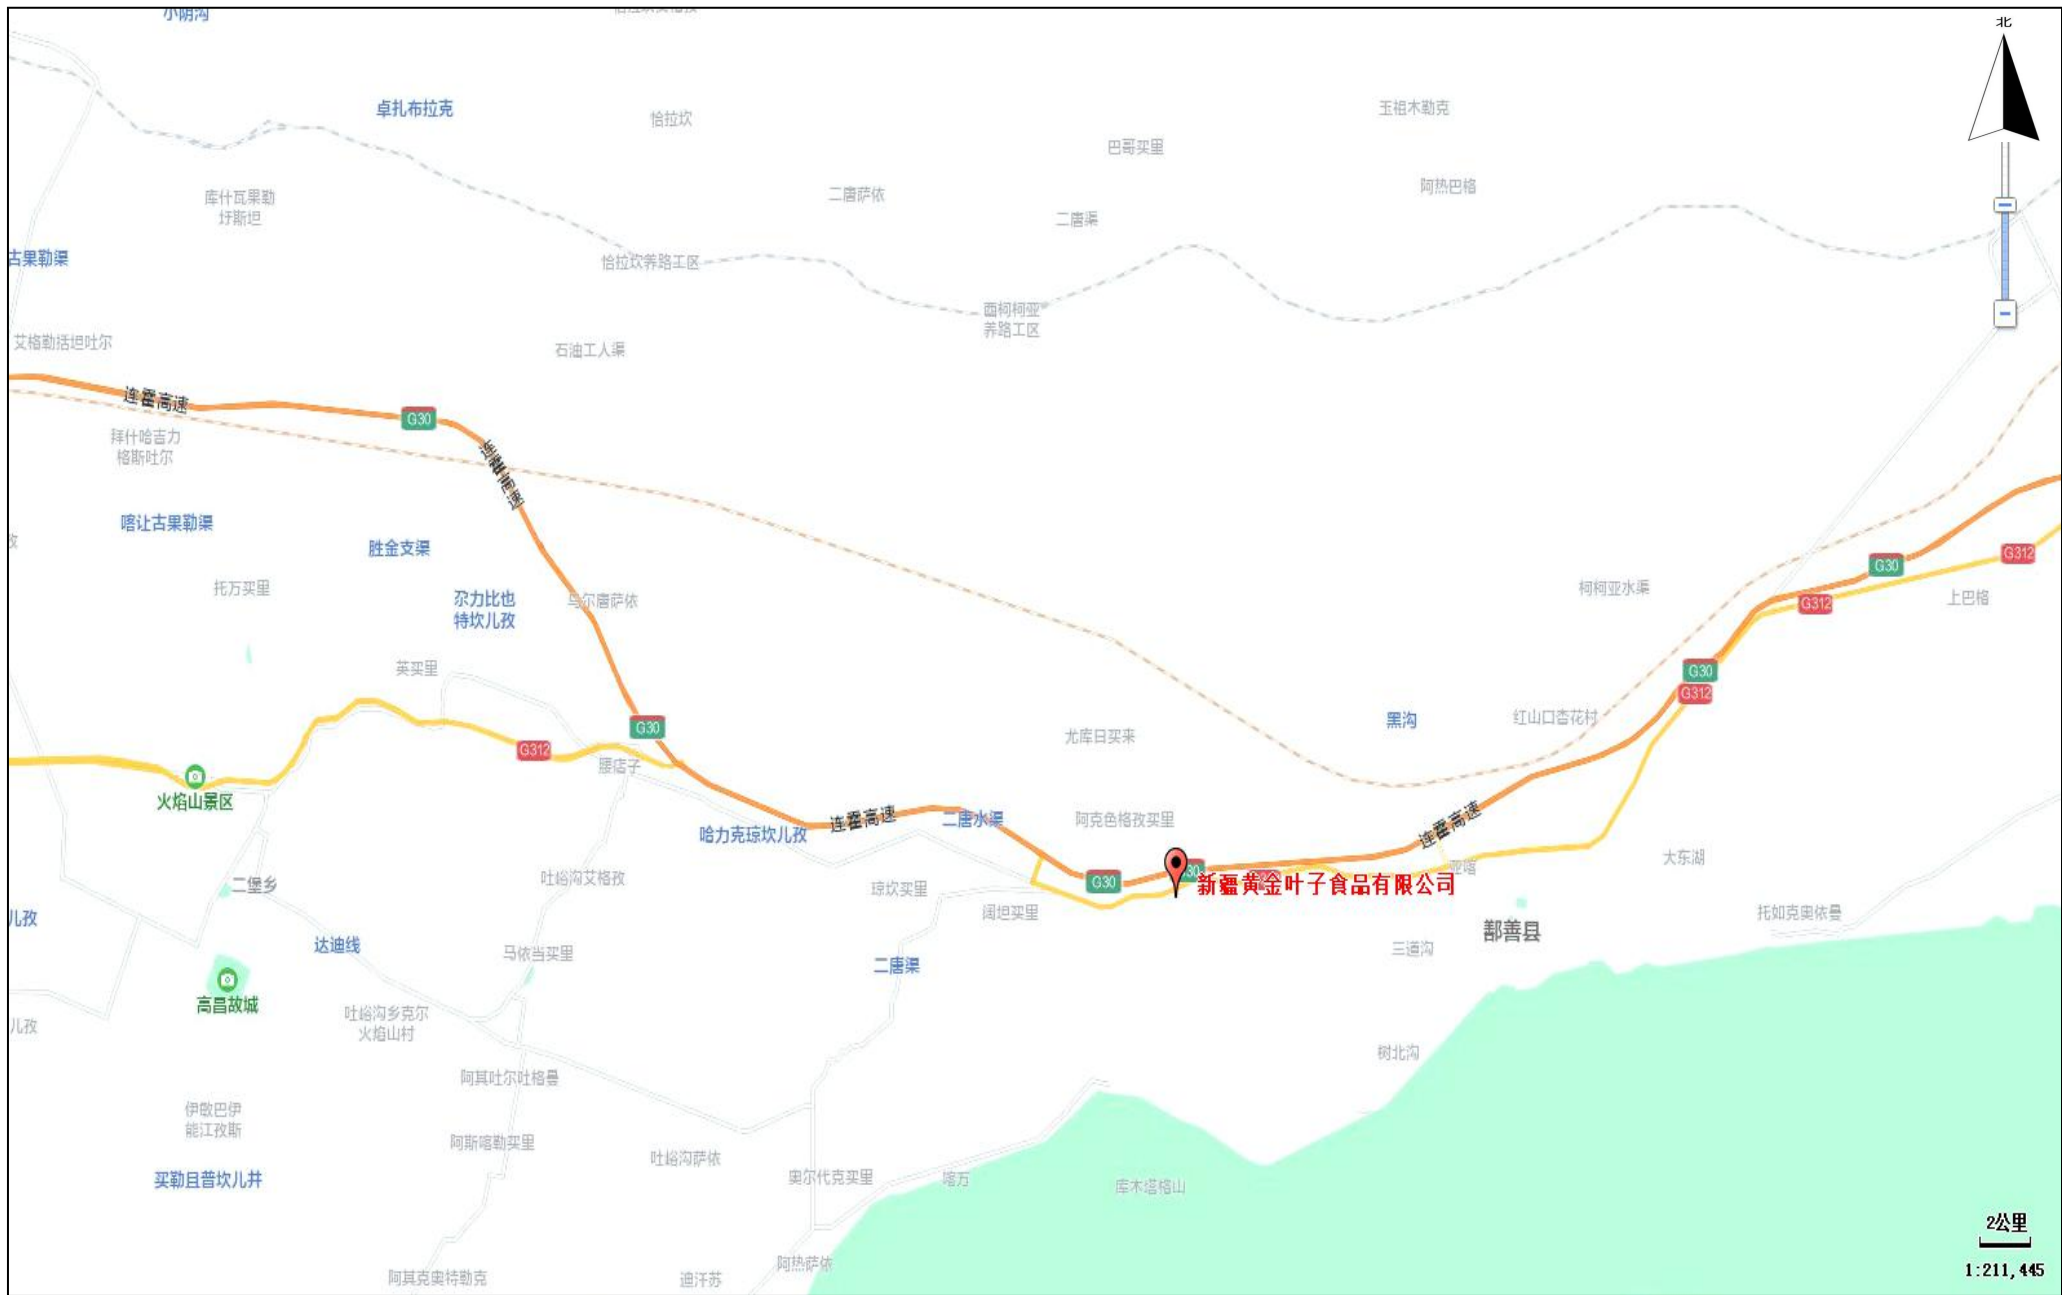 小阴沟
北
卓扎布拉克
恰拉坎
玉祖木勒克
巴哥买里
阿热巴格
库什瓦果勒
圩斯坦
二唐萨依
二唐渠
古果勒渠
恰拉坎养路工区
西柯柯亚
养路工区
艾格勒括坦吐尔
石油工人渠
连霍高速
G30
拜什哈吉力
格斯吐尔
连霍高速
喀让古果勒渠
胜金支渠
孜
G312
G30
托万买里
尕力比也
特坎儿孜
乌尔唐萨依
柯柯亚水渠
G312
上巴格
英买里
G30
G312
红山口杏花村
黑沟
尤库日买来
G30
G312
腰店子
火焰山景区
哈力克琼坎儿孜
连霍高速
二唐水渠
阿克色格孜买里
连霍高速
大东湖
亚喀
G30
G30
新疆黄金叶子食品有限公司
二堡乡
吐峪沟艾格孜
琼坎买里
阔坦买里
托如克奥依曼
儿孜
达迪线
马依当买里
二唐渠
三道沟
鄯善县
高昌故城
吐峪沟乡克尔
火焰山村
儿孜
树北沟
阿其吐尔吐格曼
伊敏巴伊
能江孜斯
阿斯喀勒买里
吐峪沟萨依
买勒且普坎儿井
奥尔代克买里
喀万
库木塔格山
2公里
阿热萨依
阿其克奥特勒克
迪汗苏
1:211,445